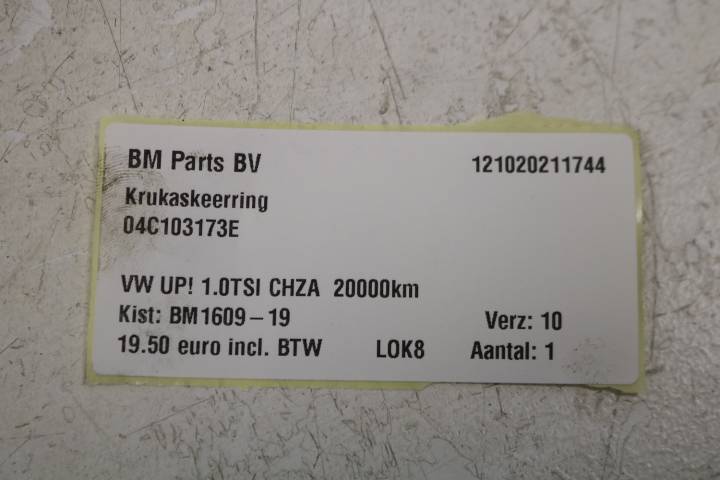 BM Parts BV 121020211744
Krukaskeerring
04C103173E
VW UP! 1.0TSI CHZA 20000km
Kist: BM1609-19 Verz: 10
19.50 euro incl. BTW LOK8 Aantal: 1